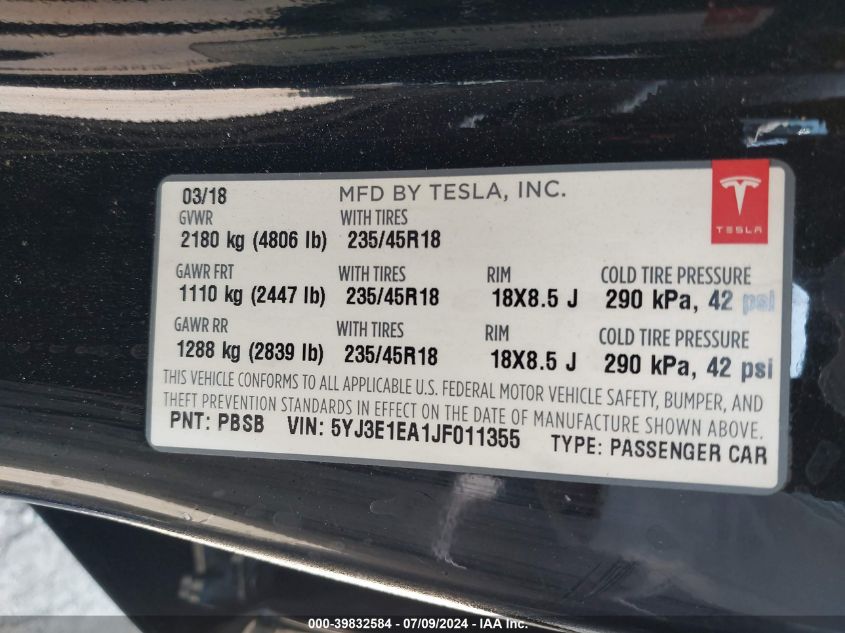 03/18 MFD BY TESLA, INC.
TESLA
GVWR WITH TIRES
2180 kg (4806 lb) 235/45R18
GAWR FRT WITH TIRES RIM COLD TIRE PRESSURE
1110 kg (2447 lb) 235/45R18 18X8.5 J 290 kPa, 42 psi
GAWR RR WITH TIRES RIM COLD TIRE PRESSURE
1288 kg (2839 lb) 235/45R18 18X8.5 J 290 kPa, 42 psi
THIS VEHICLE CONFORMS TO ALL APPLICABLE U.S. FEDERAL MOTOR VEHICLE SAFETY, BUMPER, AND
THEFT PREVENTION STANDARDS IN EFFECT ON THE DATE OF MANUFACTURE SHOWN ABOVE.
PNT: PBSB VIN: 5YJ3E1EA1JF011355 TYPE: PASSENGER CAR
000-39832584 - 07/09/2024 - IAA Inc.